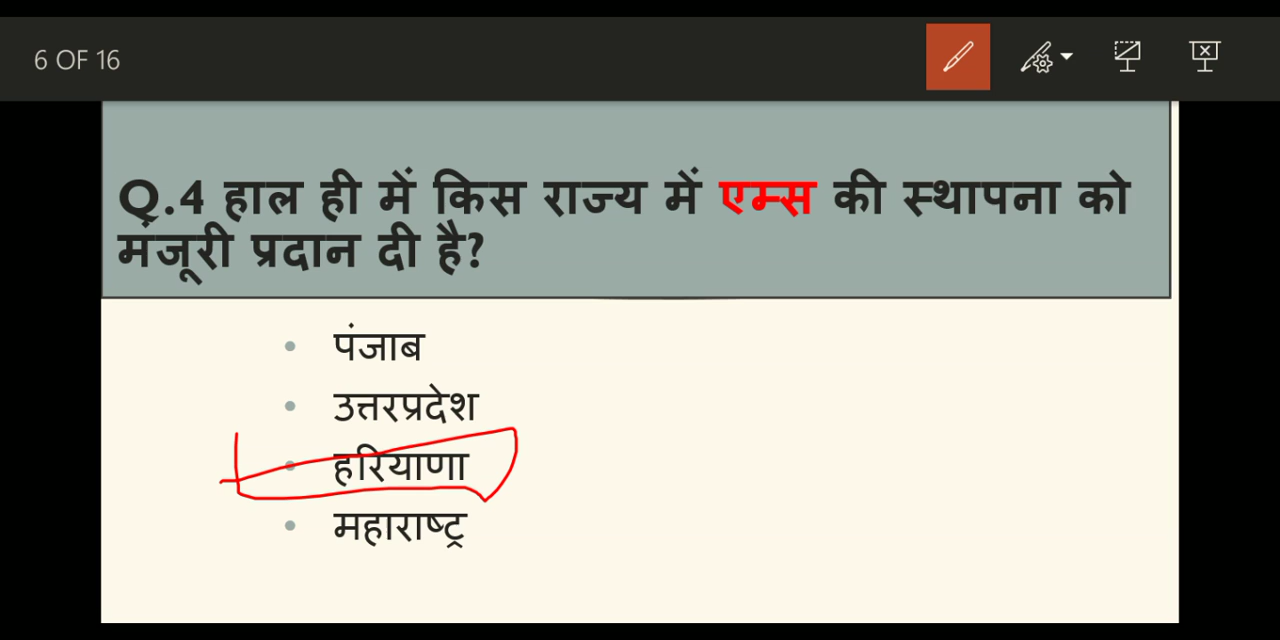 6 OF 16
Q.4 हाल ही में किस राज्य में एम्स की स्थापना को
मंजूरी प्रदान दी है?
• पंजाब
• उत्तरप्रदेश
• हरियाणा
• महाराष्ट्र